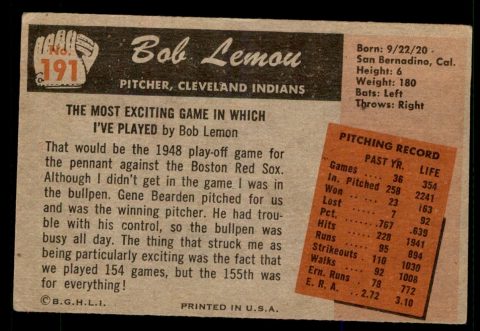 No.
191
Bob Lemon
PITCHER, CLEVELAND INDIANS
Born: 9/22/20 -
San Bernadino, Cal.
Height: 6
Weight: 180
Bats: Left
Throws: Right
THE MOST EXCITING GAME IN WHICH
I'VE PLAYED by Bob Lemon
That would be the 1948 play-off game for
the pennant against the Boston Red Sox.
Although I didn't get in the game I was in
the bullpen. Gene Bearden pitched for us
and was the winning pitcher. He had trou-
ble with his control, so the bullpen was
busy all day. The thing that struck me as
being particularly exciting was the fact that
we played 154 games, but the 155th was
for everything!
PITCHING RECORD
PAST YR. LIFE
Games 36 354
In. Pitched 258 2241
Won 23 163
Lost 7 92
Pct. .767 .639
Hits 228 1941
Runs 95 894
Strikeouts 110 1030
Walks 92 1008
Ern. Runs 78 772
E. R. A. 2.72 3.10
©B.G.H.L.I.
PRINTED IN U.S.A.